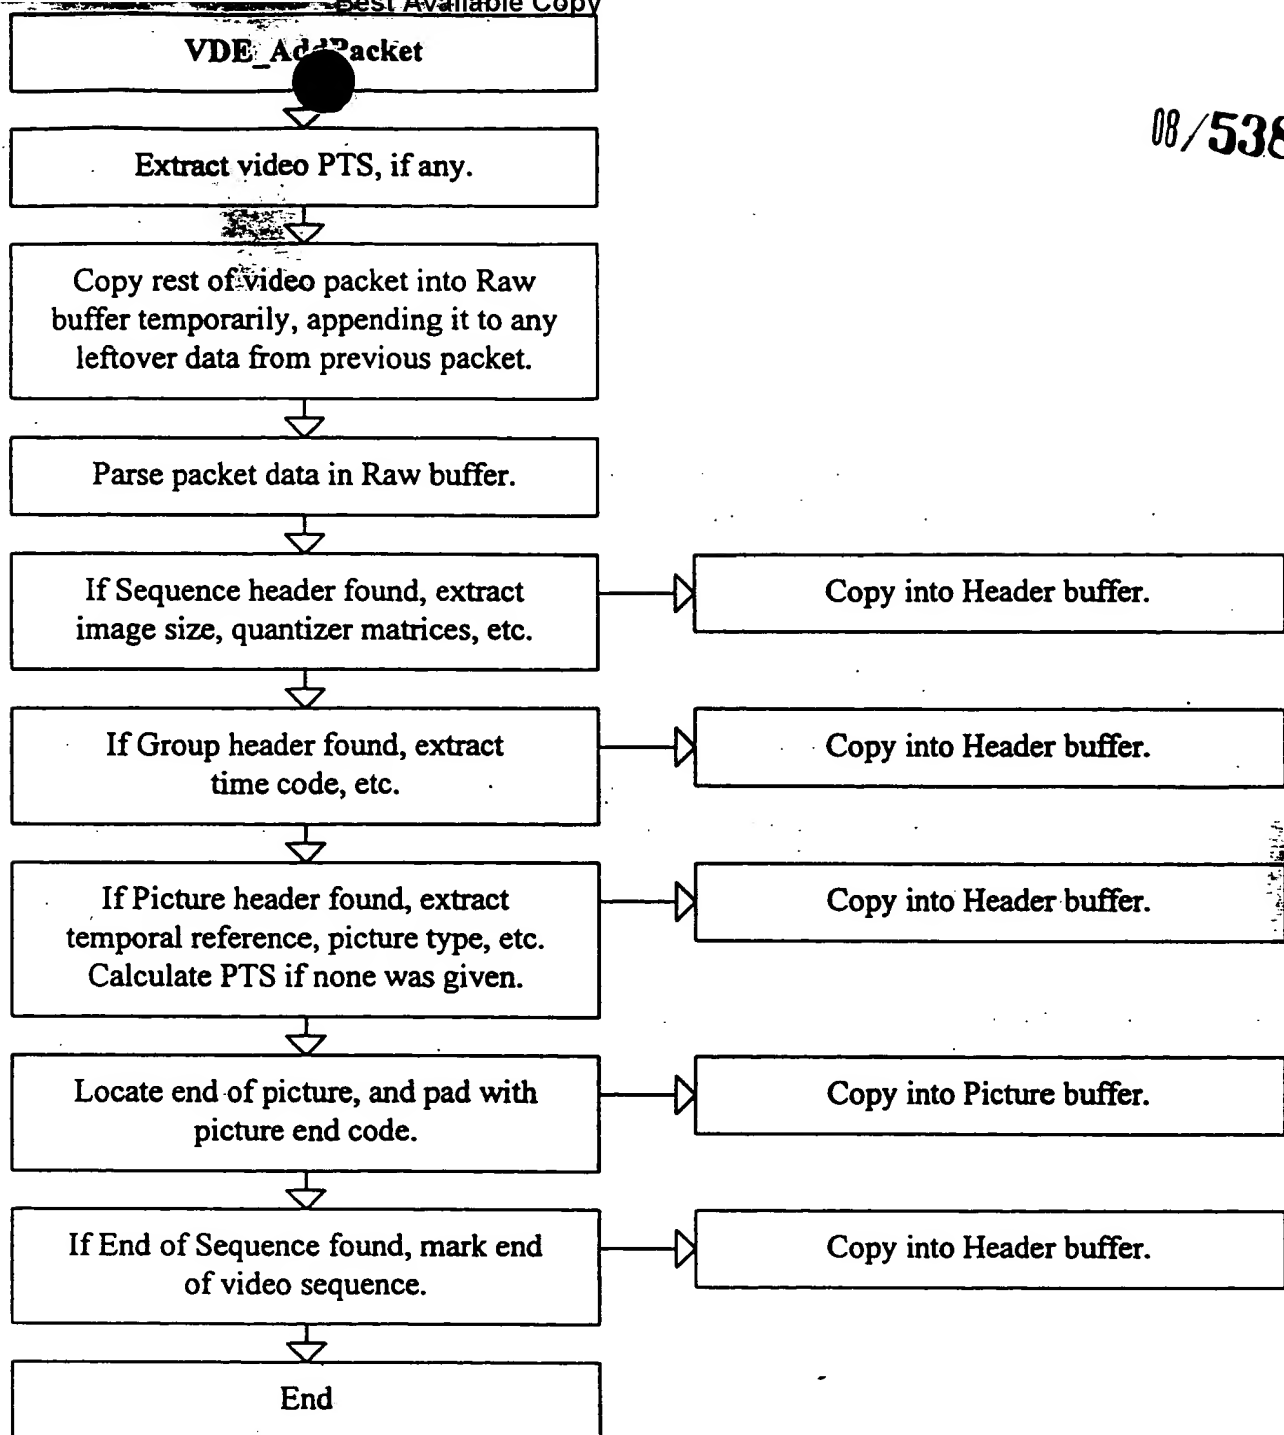 Best Available Copy
VDE_AddPacket
08/538
Extract video PTS, if any.
Copy rest of video packet into Raw
buffer temporarily, appending it to any
leftover data from previous packet.
Parse packet data in Raw buffer.
If Sequence header found, extract
image size, quantizer matrices, etc.
Copy into Header buffer.
If Group header found, extract
time code, etc.
Copy into Header buffer.
If Picture header found, extract
temporal reference, picture type, etc.
Calculate PTS if none was given.
Copy into Header buffer.
Locate end of picture, and pad with
picture end code.
Copy into Picture buffer.
If End of Sequence found, mark end
of video sequence.
Copy into Header buffer.
End